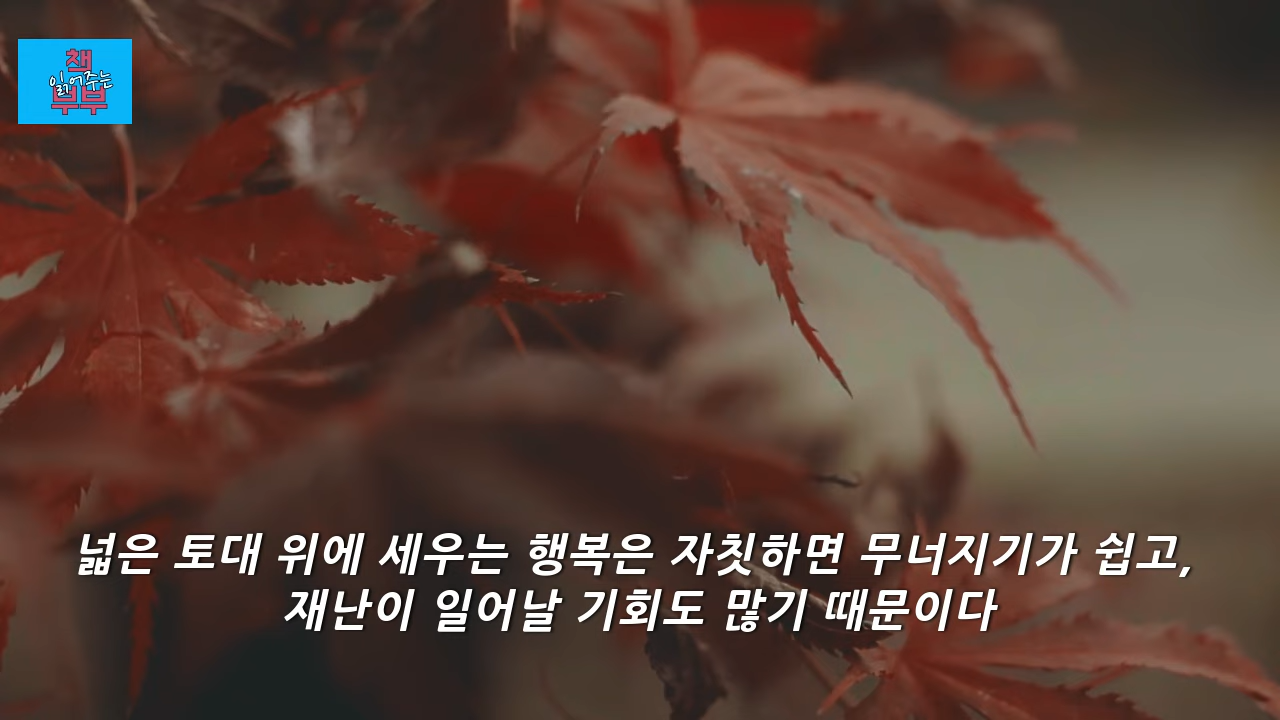 책
읽어주는
부부
넓은 토대 위에 세우는 행복은 자칫하면 무너지기가 쉽고,
재난이 일어날 기회도 많기 때문이다